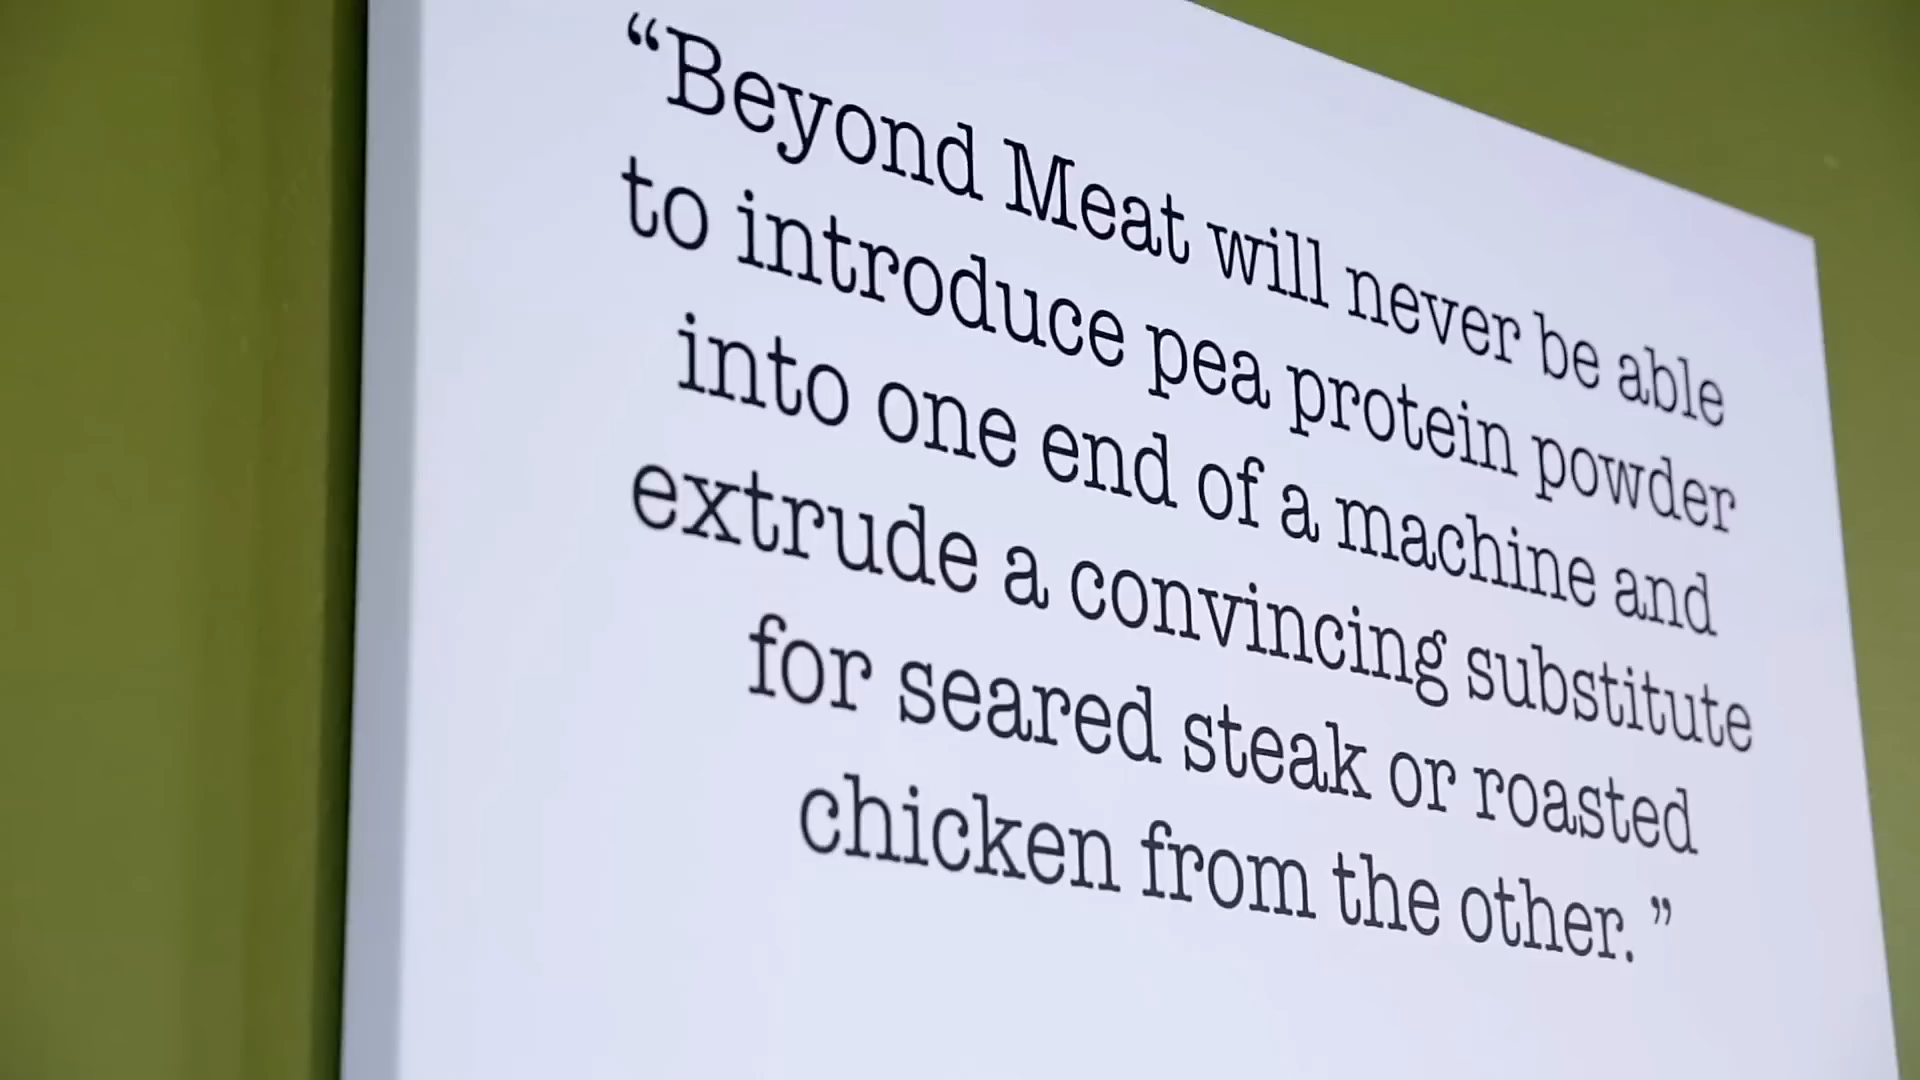 “Beyond Meat will never be able
to introduce pea protein powder
into one end of a machine and
extrude a convincing substitute
for seared steak or roasted
chicken from the other.”